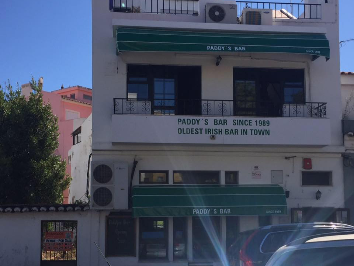 PADDY'S BAR
PADDY'S BAR SINCE 1989
OLDEST IRISH BAR IN TOWN
PADDY'S BAR